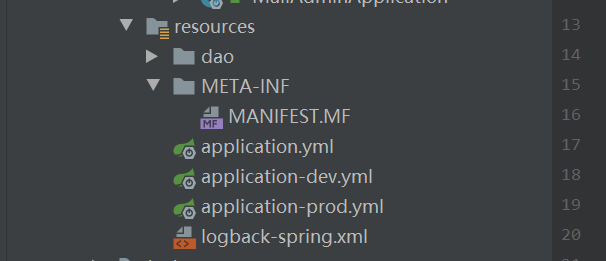 MallAdminApplication
13
resources
14
dao
15
META-INF
16
MANIFEST.MF
17
application.yml
18
application-dev.yml
19
application-prod.yml
20
logback-spring.xml